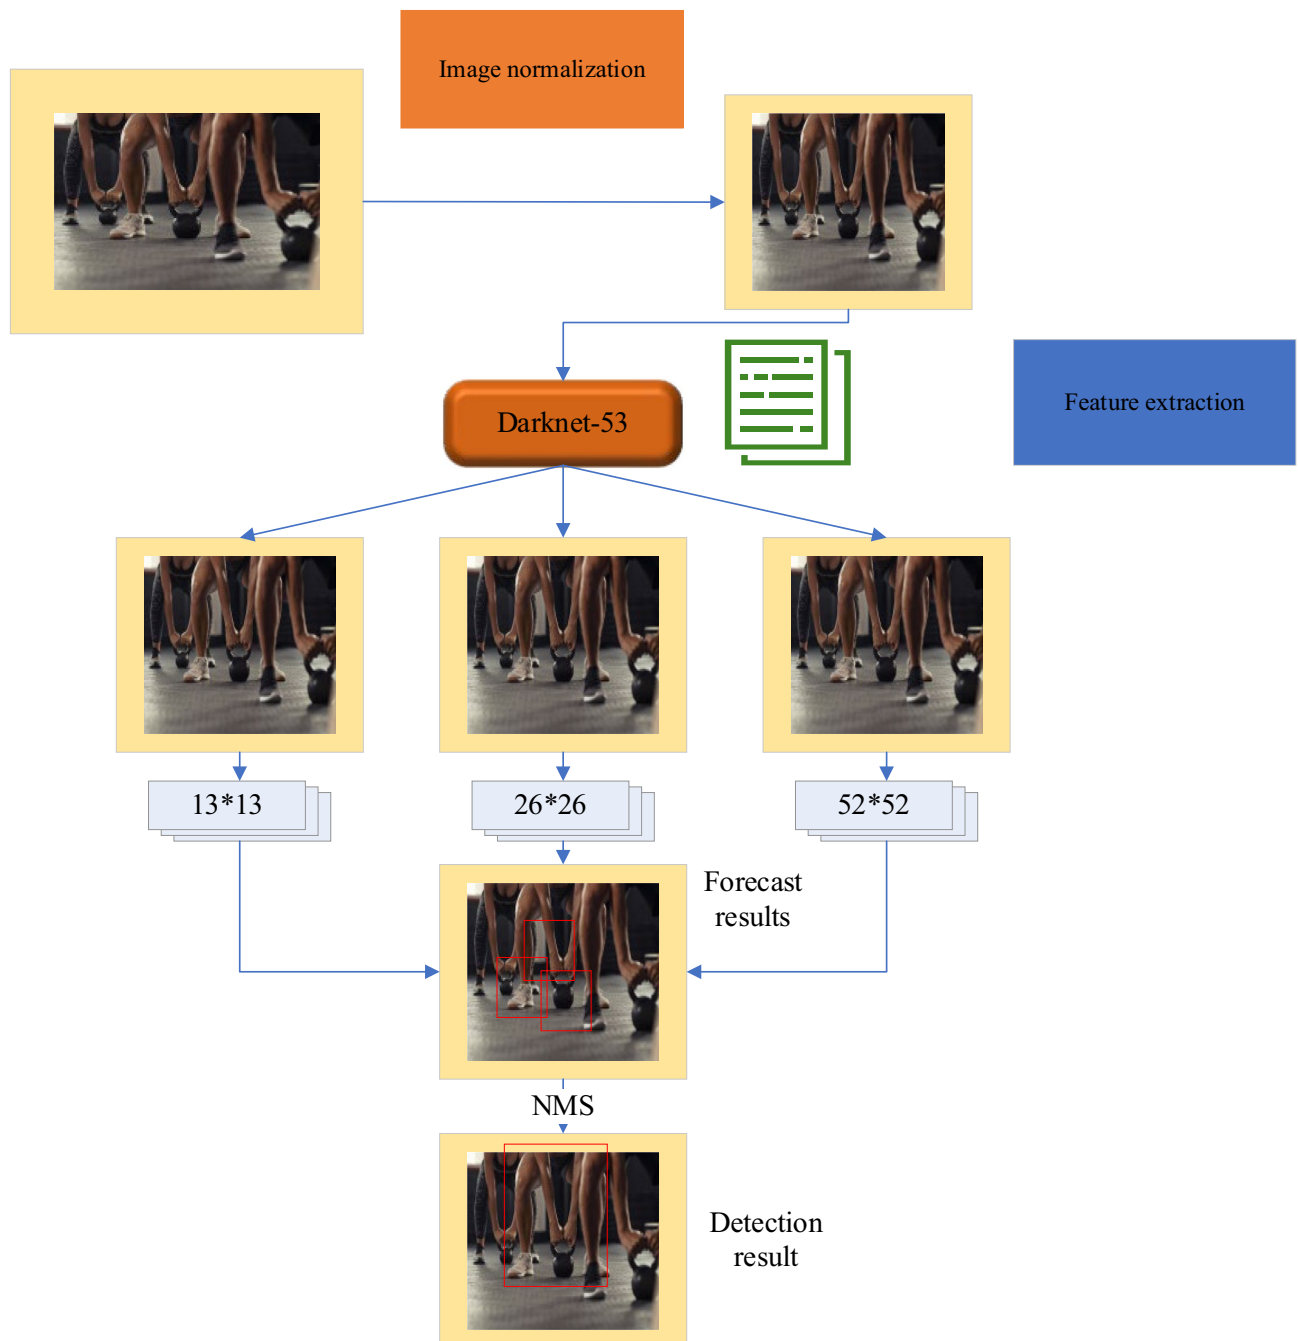 Image normalization
Darknet-53
Feature extraction
13*13
26*26
52*52
Forecast
results
NMS
Detection
result